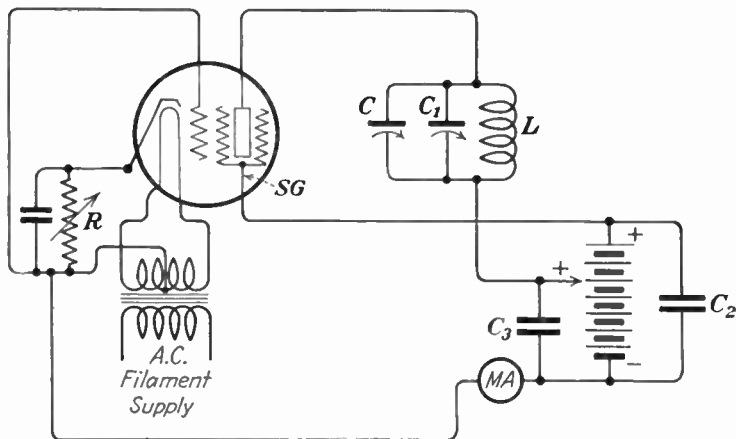 C
C₁
L
SG
R
+
+
C₃
C₂
MA
−
A.C.
Filament
Supply